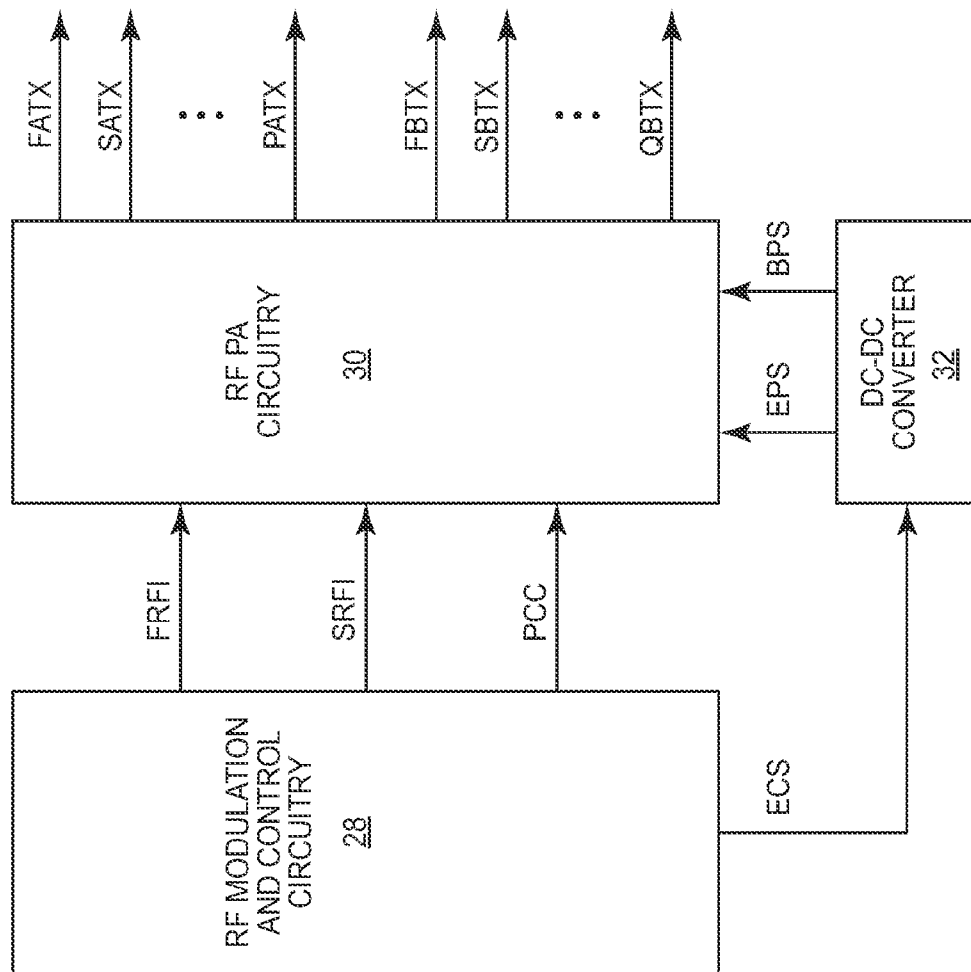 RF MODULATION
AND CONTROL
CIRCUITRY
28
FRFI
SRFI
PCC
ECS
RF PA
CIRCUITRY
30
EPS
BPS
DC-DC
CONVERTER
32
FATX
SATX
• • •
PATX
FBTX
SBTX
• • •
QBTX